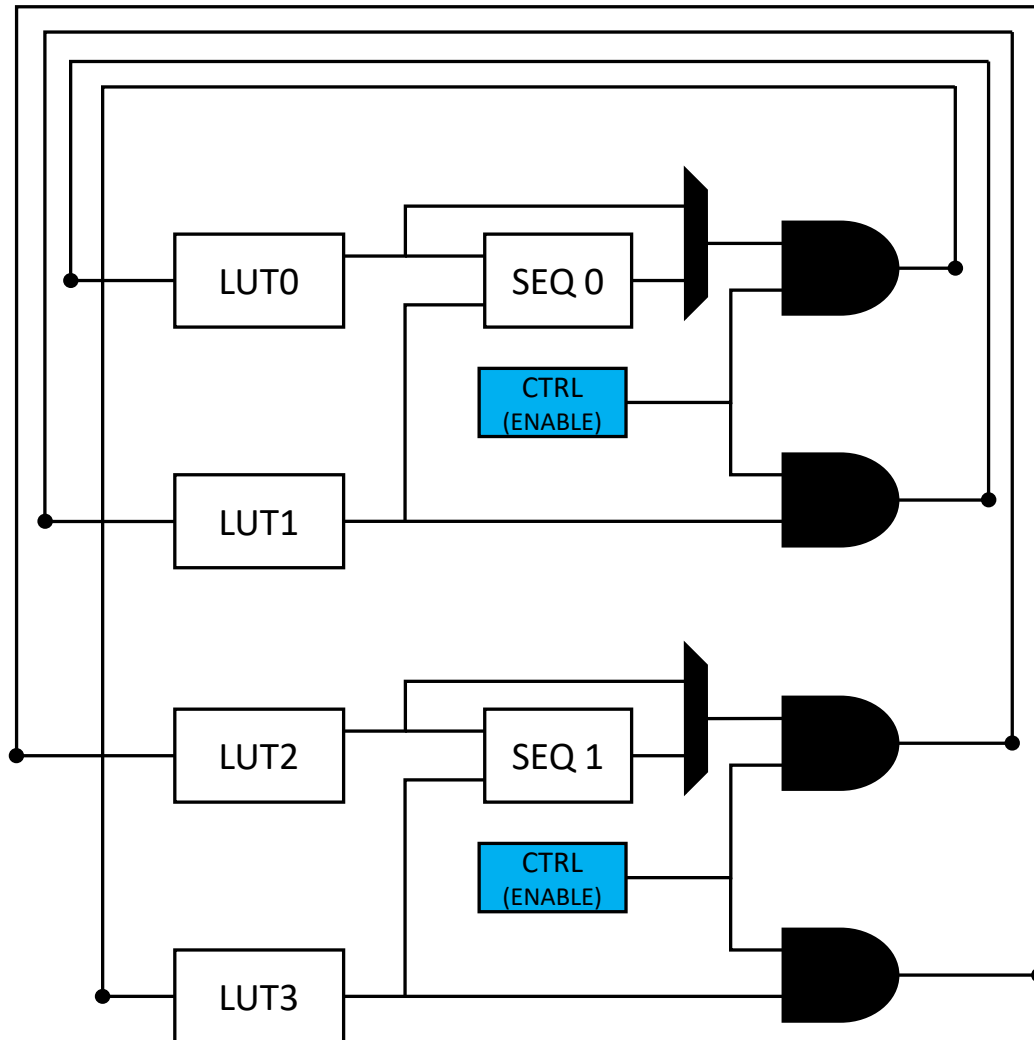 LUT0
SEQ 0
CTRL
(ENABLE)
LUT1
LUT2
SEQ 1
CTRL
(ENABLE)
LUT3